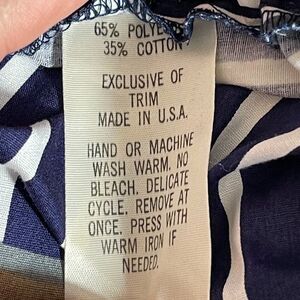 65% POLYE
35% COTTON
EXCLUSIVE OF
TRIM
MADE IN U.S.A.
HAND OR MACHINE
WASH WARM. NO
BLEACH. DELICATE
CYCLE. REMOVE AT
ONCE. PRESS WITH
WARM IRON IF
NEEDED.